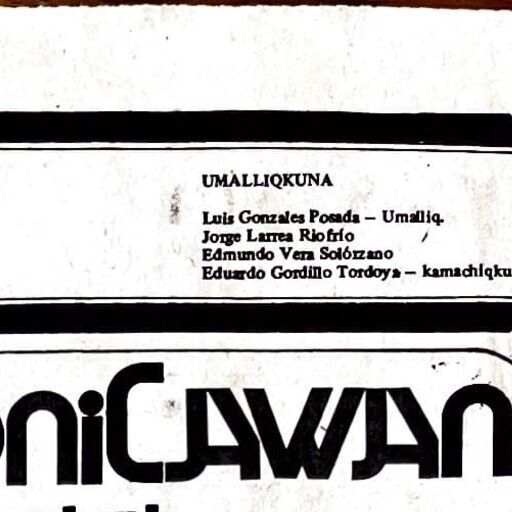 UMALLIQKUNA
Luis Gonzales Posada – Umalliq.
Jorge Larrea Riofrío
Edmundo Vera Solórzano
Eduardo Gordillo Tordoya – kamachiqku
oniCAWAn